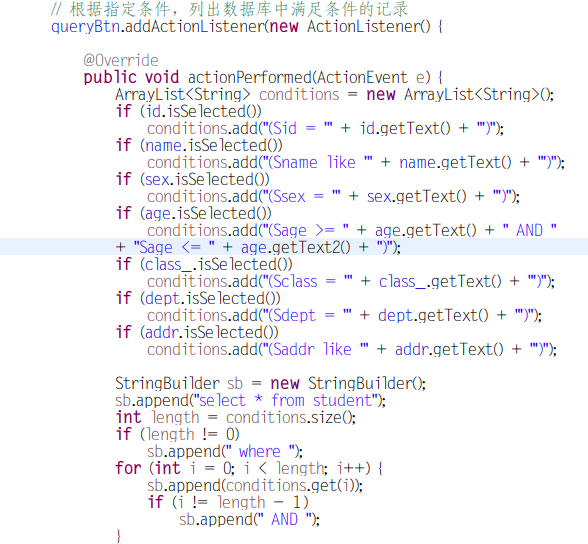 // 根据指定条件，列出数据库中满足条件的记录
queryBtn.addActionListener(new ActionListener() {
@Override
public void actionPerformed(ActionEvent e) {
ArrayList<String> conditions = new ArrayList<String>();
if (id.isSelected())
conditions.add("(Sid = '" + id.getText() + "')");
if (name.isSelected())
conditions.add("(Sname like '" + name.getText() + "')");
if (sex.isSelected())
conditions.add("(Ssex = '" + sex.getText() + "')");
if (age.isSelected())
conditions.add("(Sage >= " + age.getText() + " AND "
+ "Sage <= " + age.getText2() + ")");
if (class_.isSelected())
conditions.add("(Sclass = '" + class_.getText() + "')");
if (dept.isSelected())
conditions.add("(Sdept = '" + dept.getText() + "')");
if (addr.isSelected())
conditions.add("(Saddr like '" + addr.getText() + "')");
StringBuilder sb = new StringBuilder();
sb.append("select * from student");
int length = conditions.size();
if (length != 0)
sb.append(" where ");
for (int i = 0; i < length; i++) {
sb.append(conditions.get(i));
if (i != length - 1)
sb.append(" AND ");
}